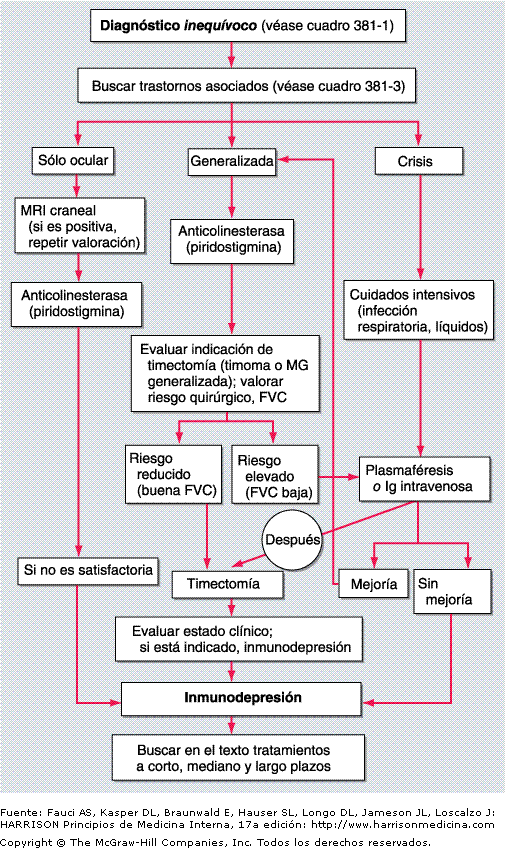 Diagnóstico inequívoco (véase cuadro 381-1)
Buscar trastornos asociados (véase cuadro 381-3)
Sólo ocular
Generalizada
Crisis
MRI craneal
(si es positiva,
repetir valoración)
Anticolinesterasa
(piridostigmina)
Anticolinesterasa
(piridostigmina)
Cuidados intensivos
(infección
respiratoria, líquidos)
Evaluar indicación de
timectomía (timoma o MG
generalizada); valorar
riesgo quirúrgico, FVC
Riesgo
reducido
(buena FVC)
Riesgo
elevado
(FVC baja)
Plasmaféresis
o Ig intravenosa
Después
Si no es satisfactoria
Timectomía
Mejoría
Sin
mejoría
Evaluar estado clínico;
si está indicado, inmunodepresión
Inmunodepresión
Buscar en el texto tratamientos
a corto, mediano y largo plazos
Fuente: Fauci AS, Kasper DL, Braunwald E, Hauser SL, Longo DL, Jameson JL, Loscalzo J:
HARRISON Principios de Medicina Interna, 17a edición: http://www.harrisonmedicina.com
Copyright © The McGraw-Hill Companies, Inc. Todos los derechos reservados.